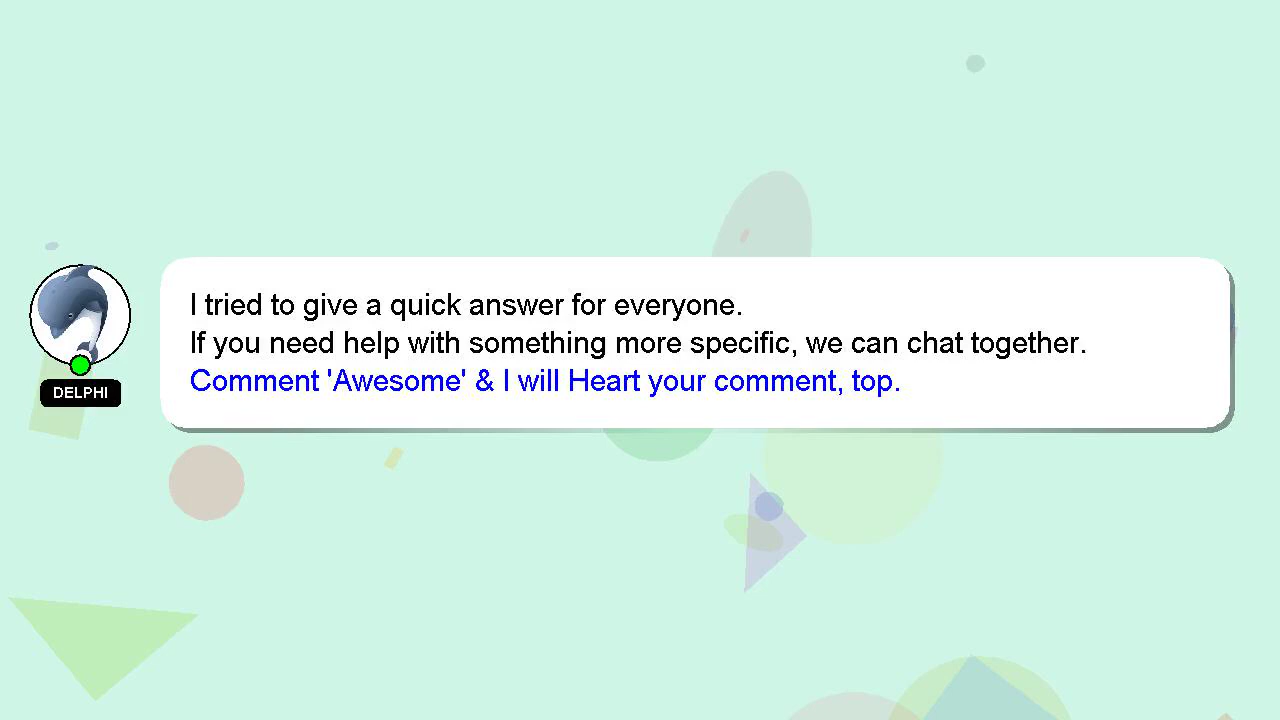 I tried to give a quick answer for everyone.
If you need help with something more specific, we can chat together.
Comment 'Awesome' & I will Heart your comment, top.
DELPHI